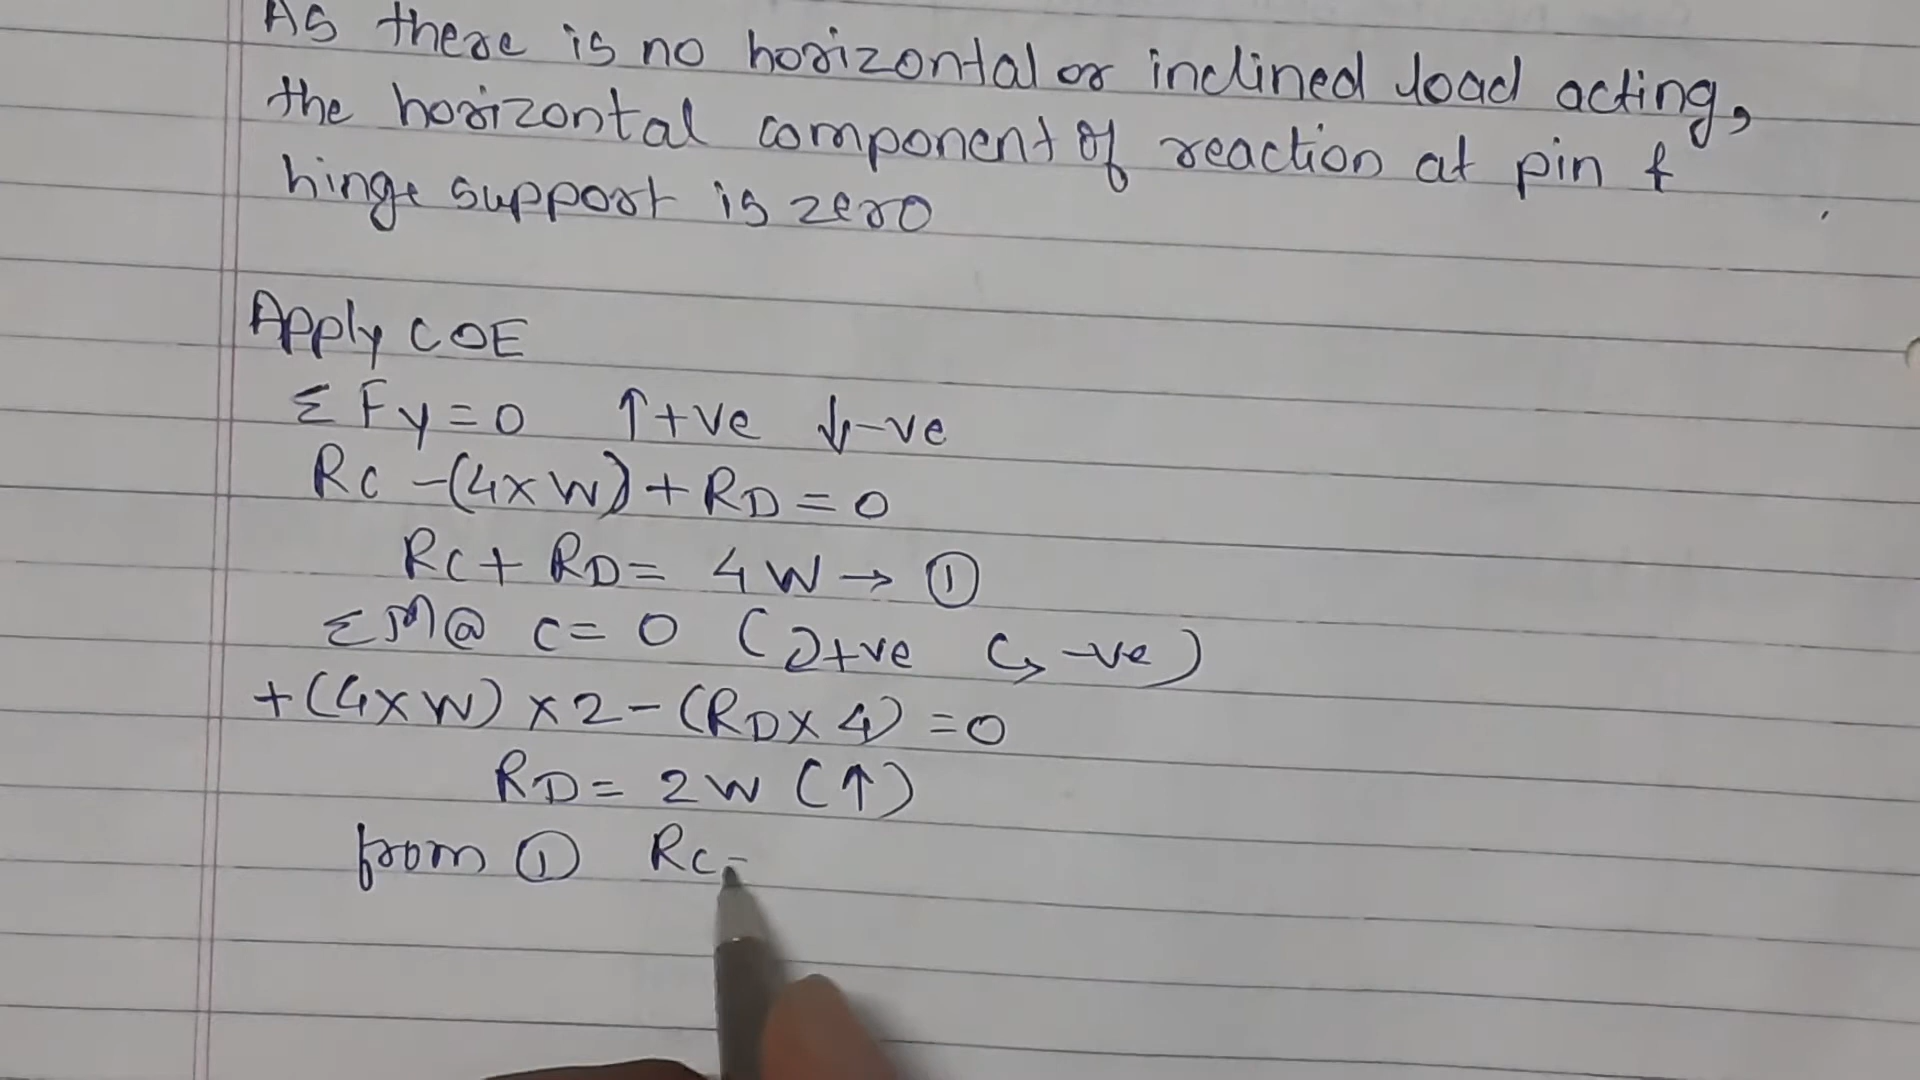 As there is no horizontal or inclined load acting,
the horizontal component of reaction at pin &
hinge support is zero
Apply COE
Σ Fy = 0 ↑+ve ↓-ve
RC -(4×W) + RD = 0
RC + RD = 4W → ①
ΣM@ C = 0 (↻+ve ↺-ve)
+(4×W) × 2 - (RD × 4) = 0
RD = 2W (↑)
from ① RC =